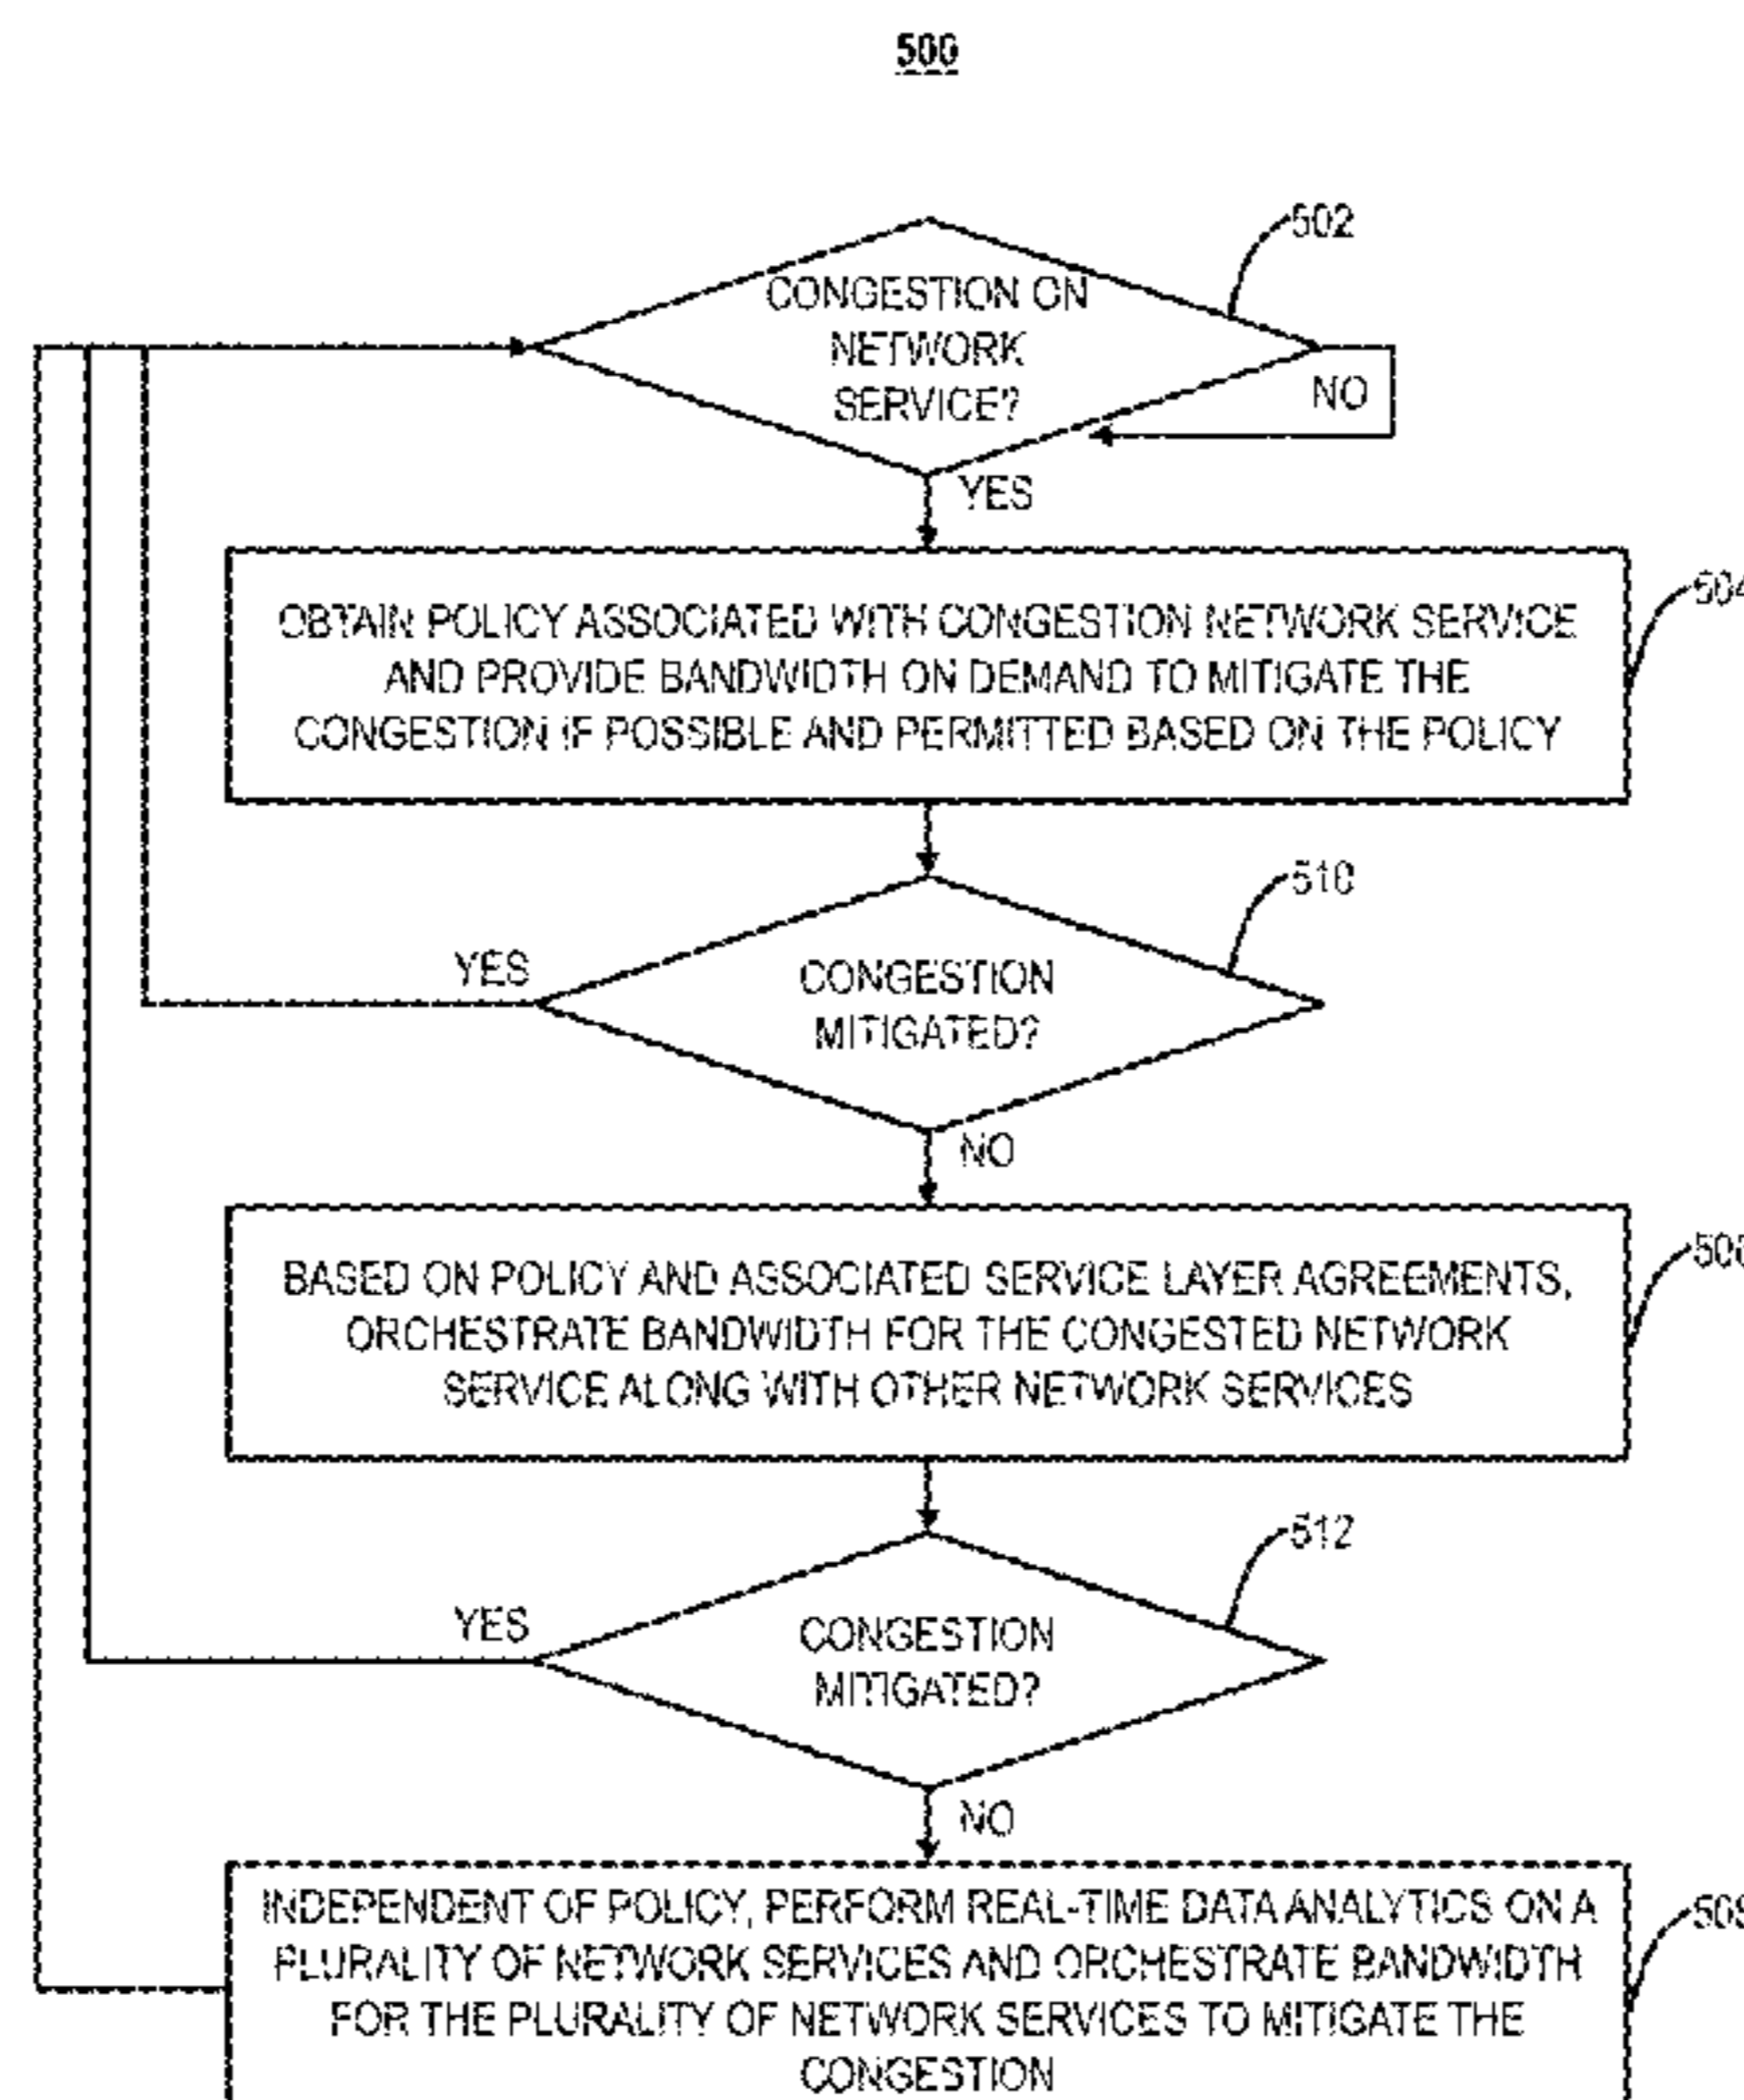 500
502
CONGESTION ON
NETWORK
SERVICE?
NO
YES
504
OBTAIN POLICY ASSOCIATED WITH CONGESTION NETWORK SERVICE
AND PROVIDE BANDWIDTH ON DEMAND TO MITIGATE THE
CONGESTION IF POSSIBLE AND PERMITTED BASED ON THE POLICY
510
YES
CONGESTION
MITIGATED?
NO
506
BASED ON POLICY AND ASSOCIATED SERVICE LAYER AGREEMENTS,
ORCHESTRATE BANDWIDTH FOR THE CONGESTED NETWORK
SERVICE ALONG WITH OTHER NETWORK SERVICES
512
YES
CONGESTION
MITIGATED?
NO
508
INDEPENDENT OF POLICY, PERFORM REAL-TIME DATA ANALYTICS ON A
PLURALITY OF NETWORK SERVICES AND ORCHESTRATE BANDWIDTH
FOR THE PLURALITY OF NETWORK SERVICES TO MITIGATE THE
CONGESTION